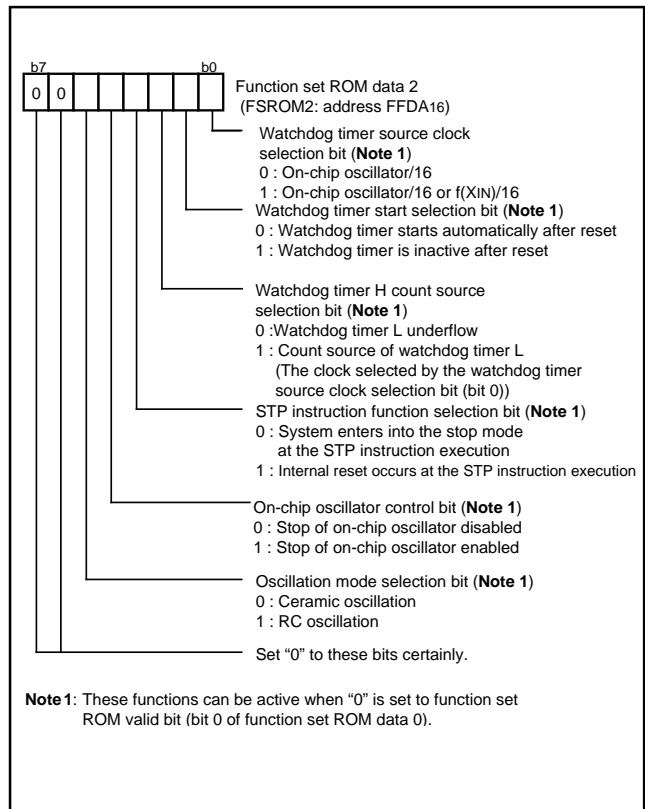 b7 b0
0 0
Function set ROM data 2
(FSROM2: address FFDA16)
Watchdog timer source clock
selection bit (Note 1)
0 : On-chip oscillator/16
1 : On-chip oscillator/16 or f(XIN)/16
Watchdog timer start selection bit (Note 1)
0 : Watchdog timer starts automatically after reset
1 : Watchdog timer is inactive after reset
Watchdog timer H count source
selection bit (Note 1)
0 :Watchdog timer L underflow
1 : Count source of watchdog timer L
(The clock selected by the watchdog timer
source clock selection bit (bit 0))
STP instruction function selection bit (Note 1)
0 : System enters into the stop mode
at the STP instruction execution
1 : Internal reset occurs at the STP instruction execution
On-chip oscillator control bit (Note 1)
0 : Stop of on-chip oscillator disabled
1 : Stop of on-chip oscillator enabled
Oscillation mode selection bit (Note 1)
0 : Ceramic oscillation
1 : RC oscillation
Set “0” to these bits certainly.
Note 1: These functions can be active when “0” is set to function set
ROM valid bit (bit 0 of function set ROM data 0).